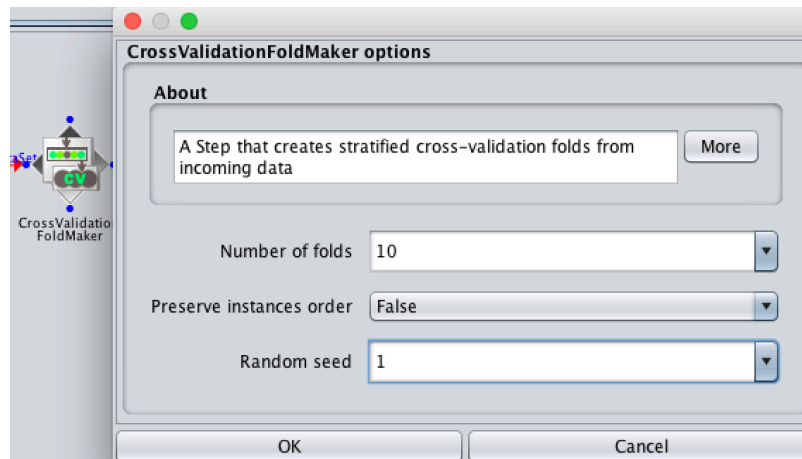 CrossValidationFoldMaker options
About
A Step that creates stratified cross-validation folds from
incoming data
More
aSet
CV
CrossValidatio
FoldMaker
Number of folds
10
Preserve instances order
False
Random seed
1
OK
Cancel